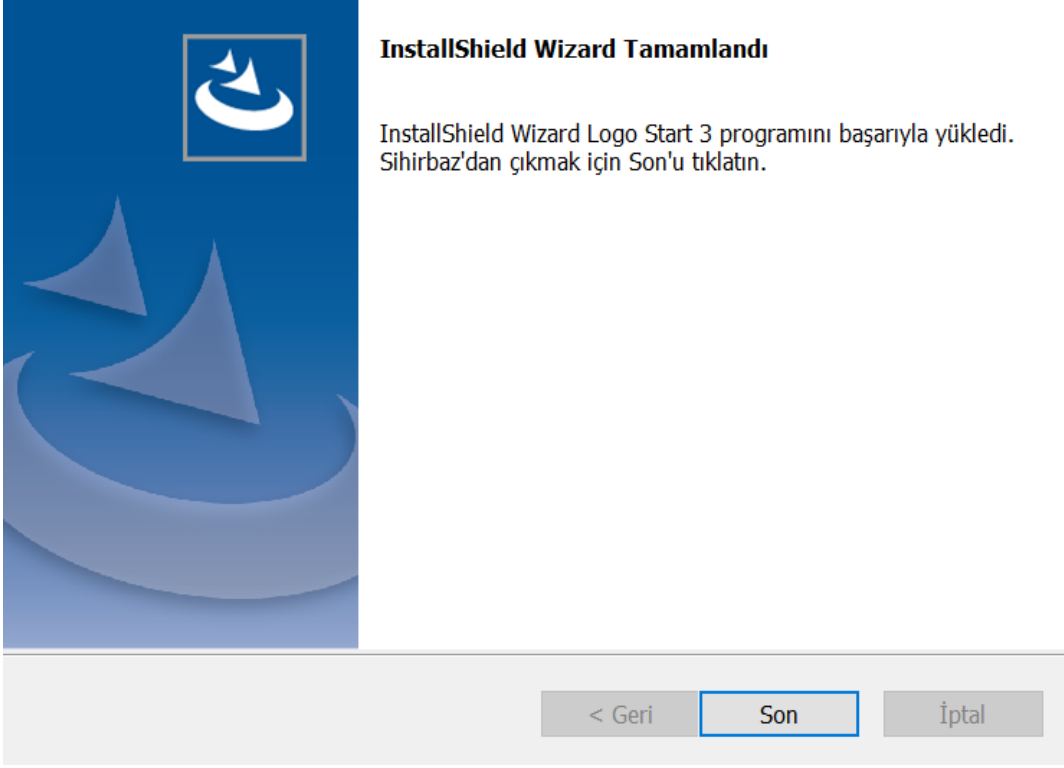 InstallShield Wizard Tamamlandı
InstallShield Wizard Logo Start 3 programını başarıyla yükledi.
Sihirbaz'dan çıkmak için Son'u tıklatın.
< Geri
Son
İptal